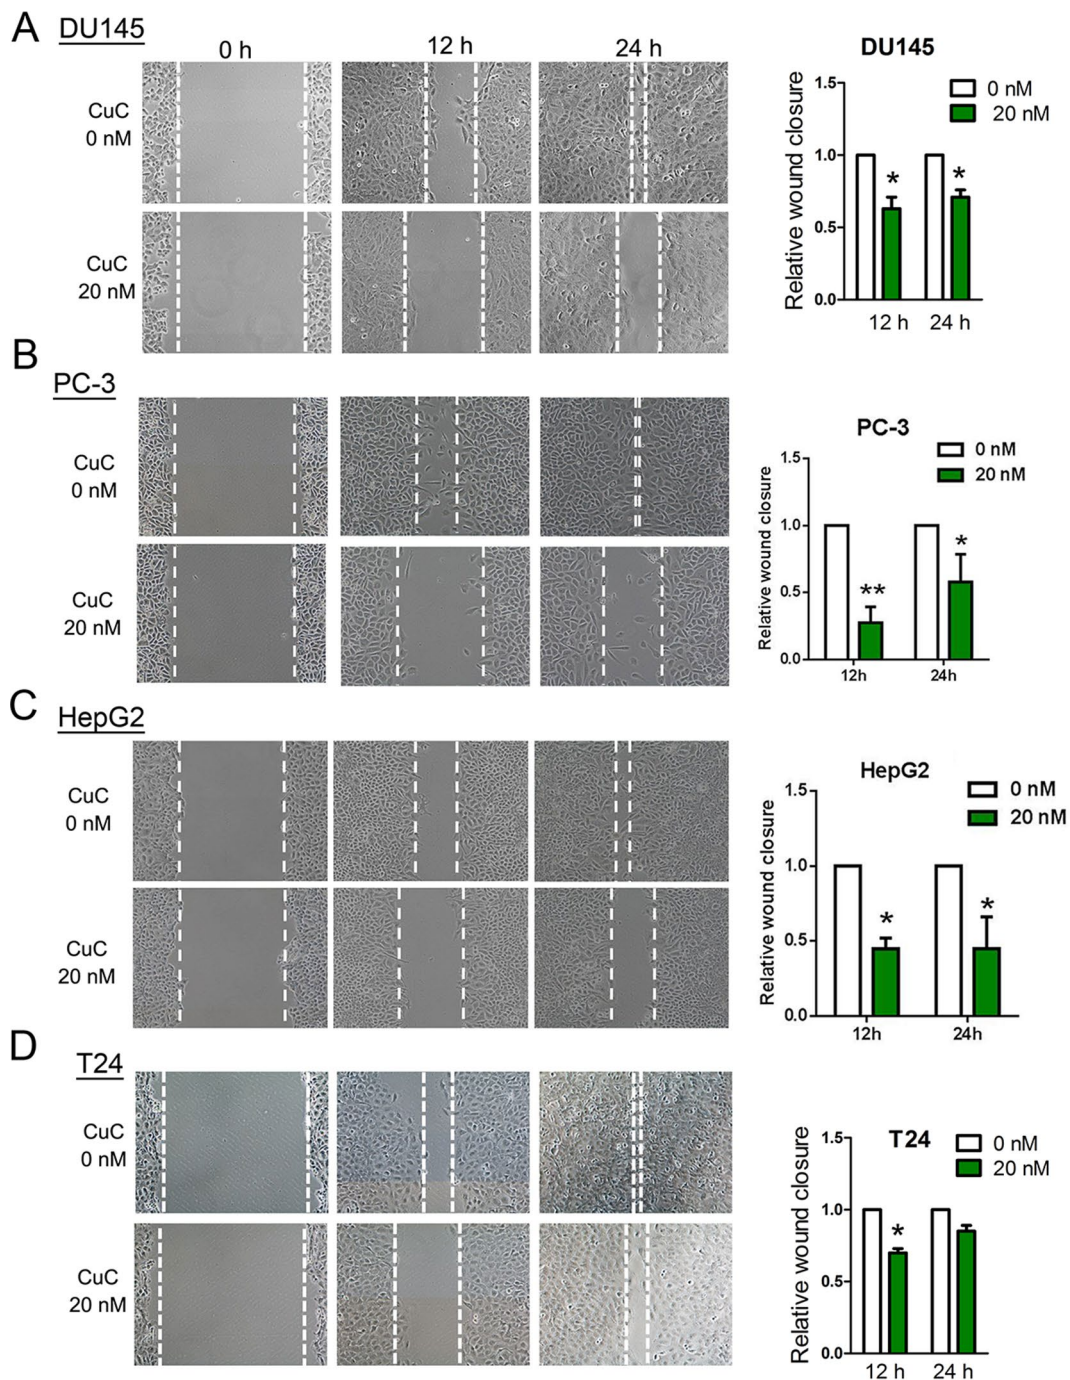 A DU145
0 h 12 h 24 h
CuC
0 nM
CuC
20 nM
DU145
Relative wound closure
1.5
1.0
0.5
0.0
0 nM
20 nM
*
*
12 h 24 h
B
PC-3
CuC
0 nM
CuC
20 nM
PC-3
Relative wound closure
1.5
1.0
0.5
0.0
0 nM
20 nM
**
*
12h 24h
C
HepG2
CuC
0 nM
CuC
20 nM
HepG2
Relative wound closure
1.5
1.0
0.5
0.0
0 nM
20 nM
*
*
12h 24h
D
T24
CuC
0 nM
CuC
20 nM
T24
Relative wound closure
1.5
1.0
0.5
0.0
0 nM
20 nM
*
12 h 24 h